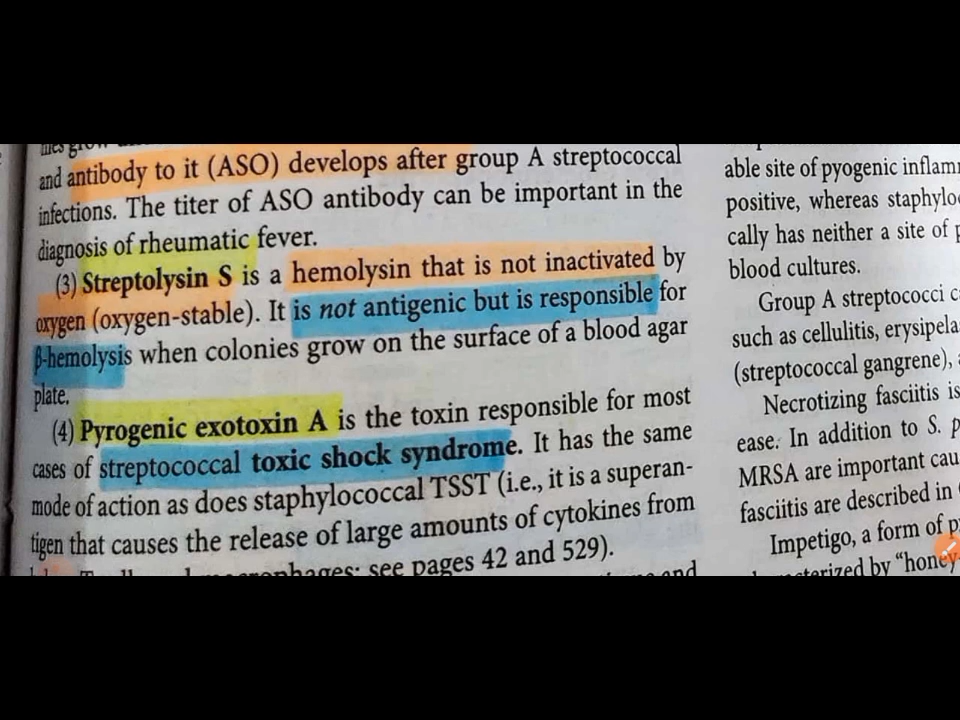 and antibody to it (ASO) develops after group A streptococcal
infections. The titer of ASO antibody can be important in the
diagnosis of rheumatic fever.
(3) Streptolysin S is a hemolysin that is not inactivated by
oxygen (oxygen-stable). It is not antigenic but is responsible for
β-hemolysis when colonies grow on the surface of a blood agar
plate.
(4) Pyrogenic exotoxin A is the toxin responsible for most
cases of streptococcal toxic shock syndrome. It has the same
mode of action as does staphylococcal TSST (i.e., it is a superan-
tigen that causes the release of large amounts of cytokines from
see pages 42 and 529).
able site of pyogenic
positive, whereas
cally has neither a site of
blood cultures.
Group A streptococci
such as cellulitis,
(streptococcal gangrene),
Necrotizing fasciitis is
ease. In addition to S.
MRSA are important
fasciitis are described in
Impetigo, a form of
by "honey